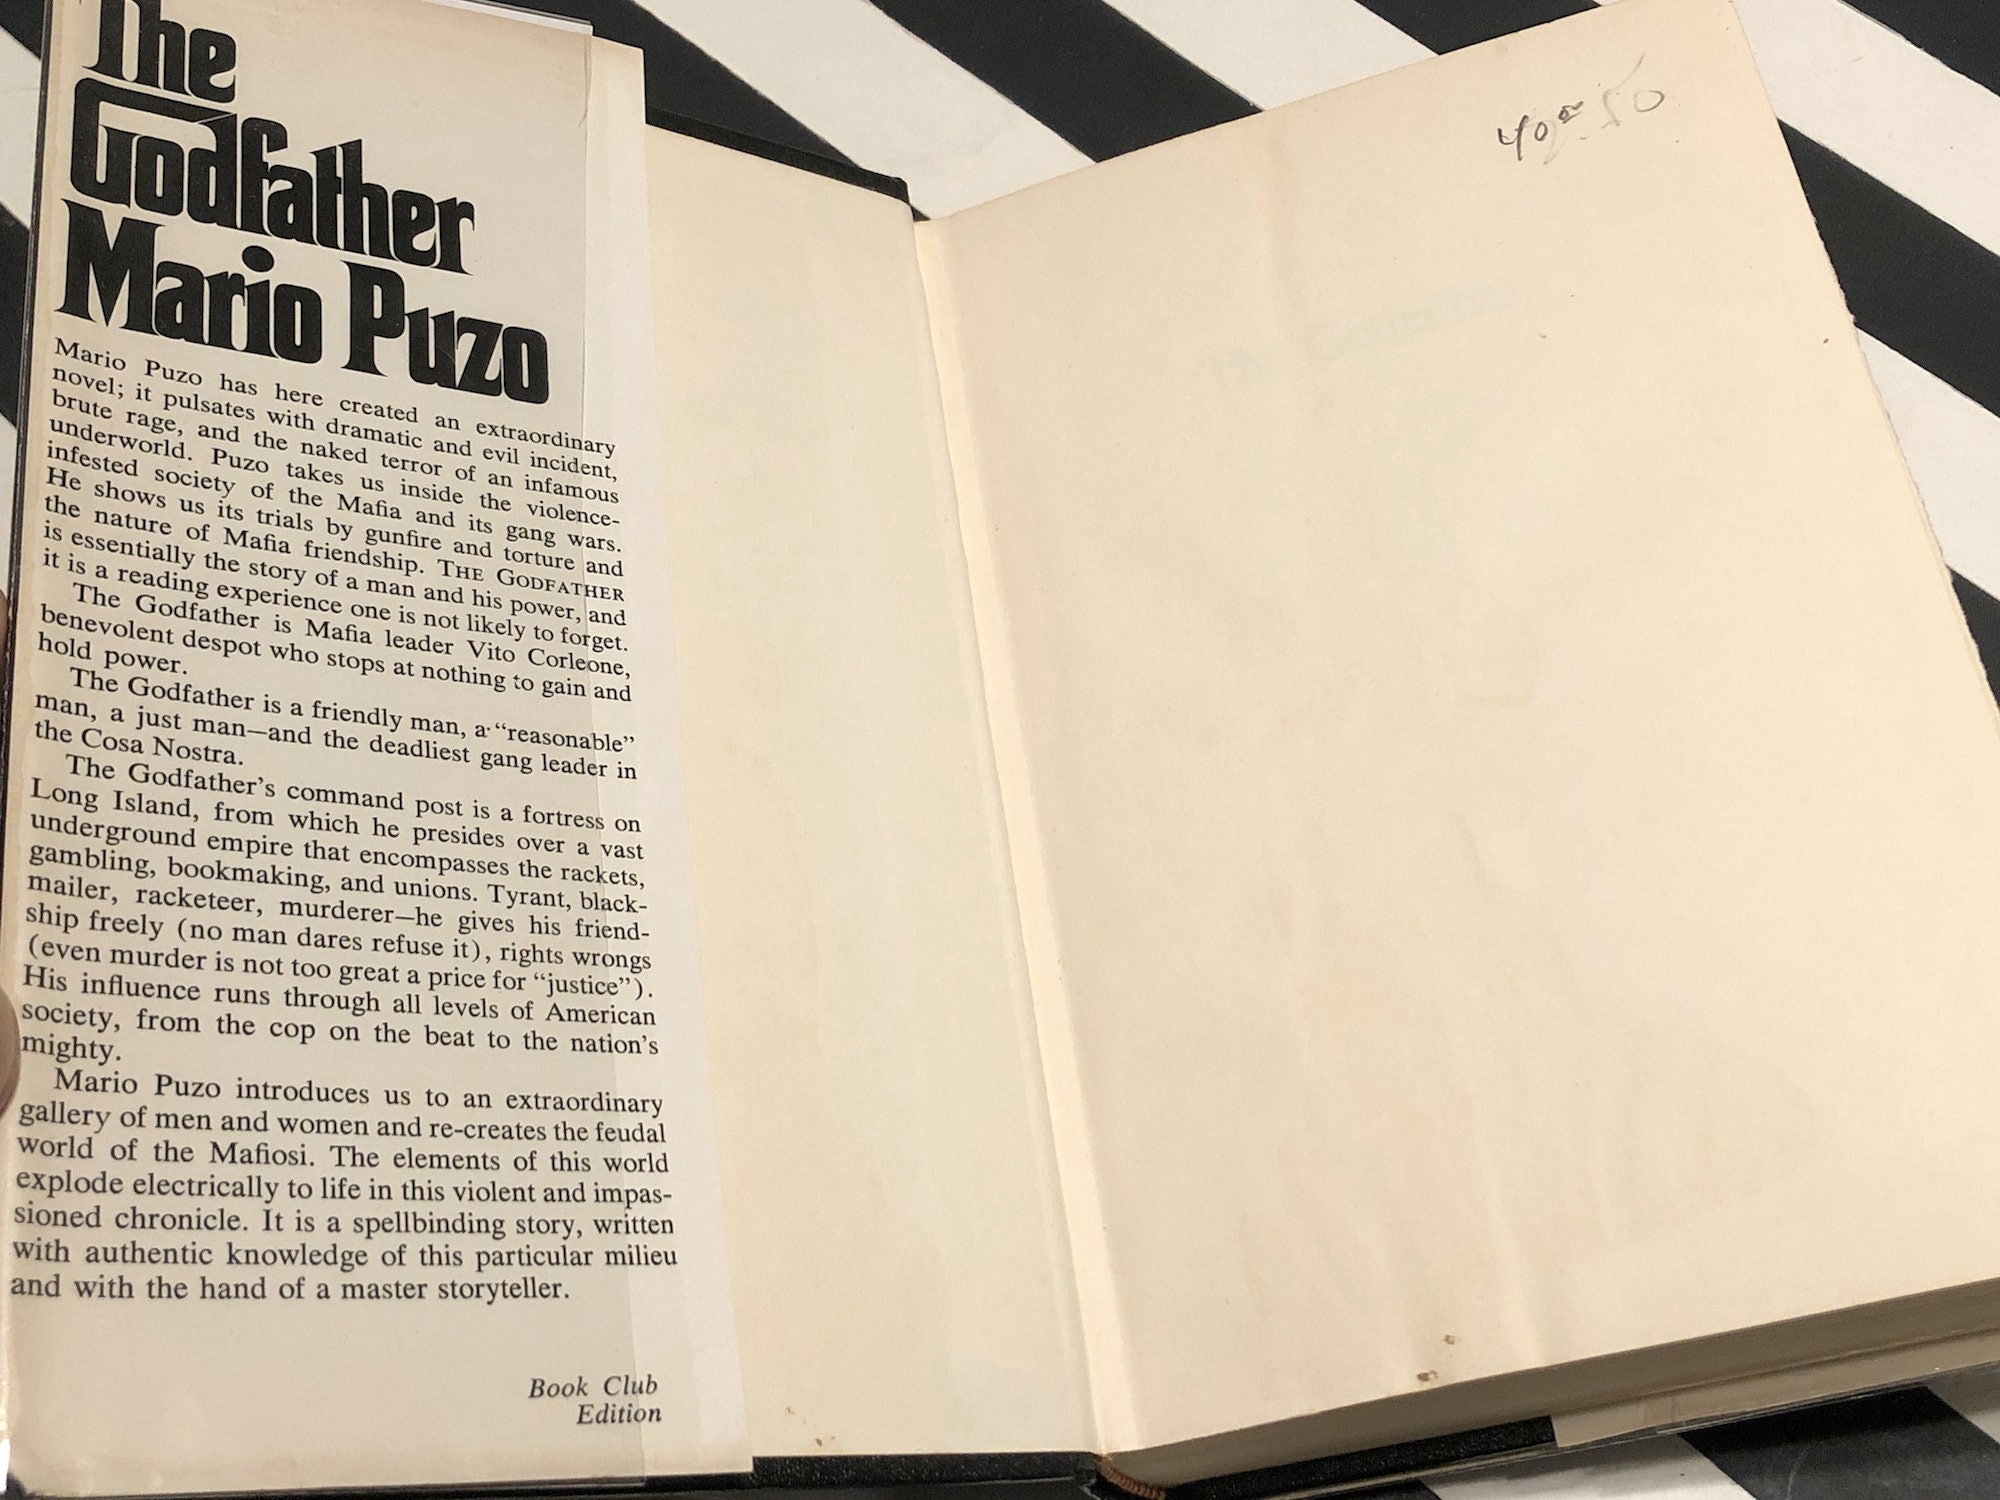 The
Godfather
Mario Puzo
Mario Puzo has here created an extraordinary
novel; it pulsates with dramatic and evil incident,
brute rage, and the naked terror of an infamous
underworld. Puzo takes us inside the violence-
infested society of the Mafia and its gang wars.
He shows us its trials by gunfire and torture and
the nature of Mafia friendship. THE GODFATHER
is essentially the story of a man and his power, and
it is a reading experience one is not likely to forget.
The Godfather is Mafia leader Vito Corleone,
benevolent despot who stops at nothing to gain and
hold power.
The Godfather is a friendly man, a “reasonable”
man, a just man—and the deadliest gang leader in
the Cosa Nostra.
The Godfather’s command post is a fortress on
Long Island, from which he presides over a vast
underground empire that encompasses the rackets,
gambling, bookmaking, and unions. Tyrant, black-
mailer, racketeer, murderer—he gives his friend-
ship freely (no man dares refuse it), rights wrongs
(even murder is not too great a price for “justice”).
His influence runs through all levels of American
society, from the cop on the beat to the nation’s
mighty.
Mario Puzo introduces us to an extraordinary
gallery of men and women and re-creates the feudal
world of the Mafiosi. The elements of this world
explode electrically to life in this violent and impas-
sioned chronicle. It is a spellbinding story, written
with authentic knowledge of this particular milieu
and with the hand of a master storyteller.
Book Club
Edition
40